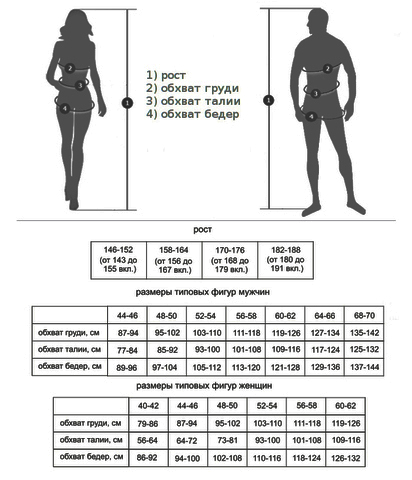 1) рост
2) обхват груди
3) обхват талии
4) обхват бедер
2
3
4
1
1
2
3
4
рост
146-152 158-164 170-176 182-188
(от 143 до (от 156 до (от 168 до (от 180 до
155 вкл.) 167 вкл.) 179 вкл.) 191 вкл.)
размеры типовых фигур мужчин
44-46 48-50 52-54 56-58 60-62 64-66 68-70
обхват груди, см 87-94 95-102 103-110 111-118 119-126 127-134 135-142
обхват талии, см 77-84 85-92 93-100 101-108 109-116 117-124 125-132
обхват бедер, см 89-96 97-104 105-112 113-120 121-128 129-136 137-144
размеры типовых фигур женщин
40-42 44-46 48-50 52-54 56-58 60-62
обхват груди, см 79-86 87-94 95-102 103-110 111-118 119-126
обхват талии, см 56-64 64-72 73-81 93-100 101-108 109-116
обхват бедер, см 86-92 94-100 102-108 110-116 118-124 126-132